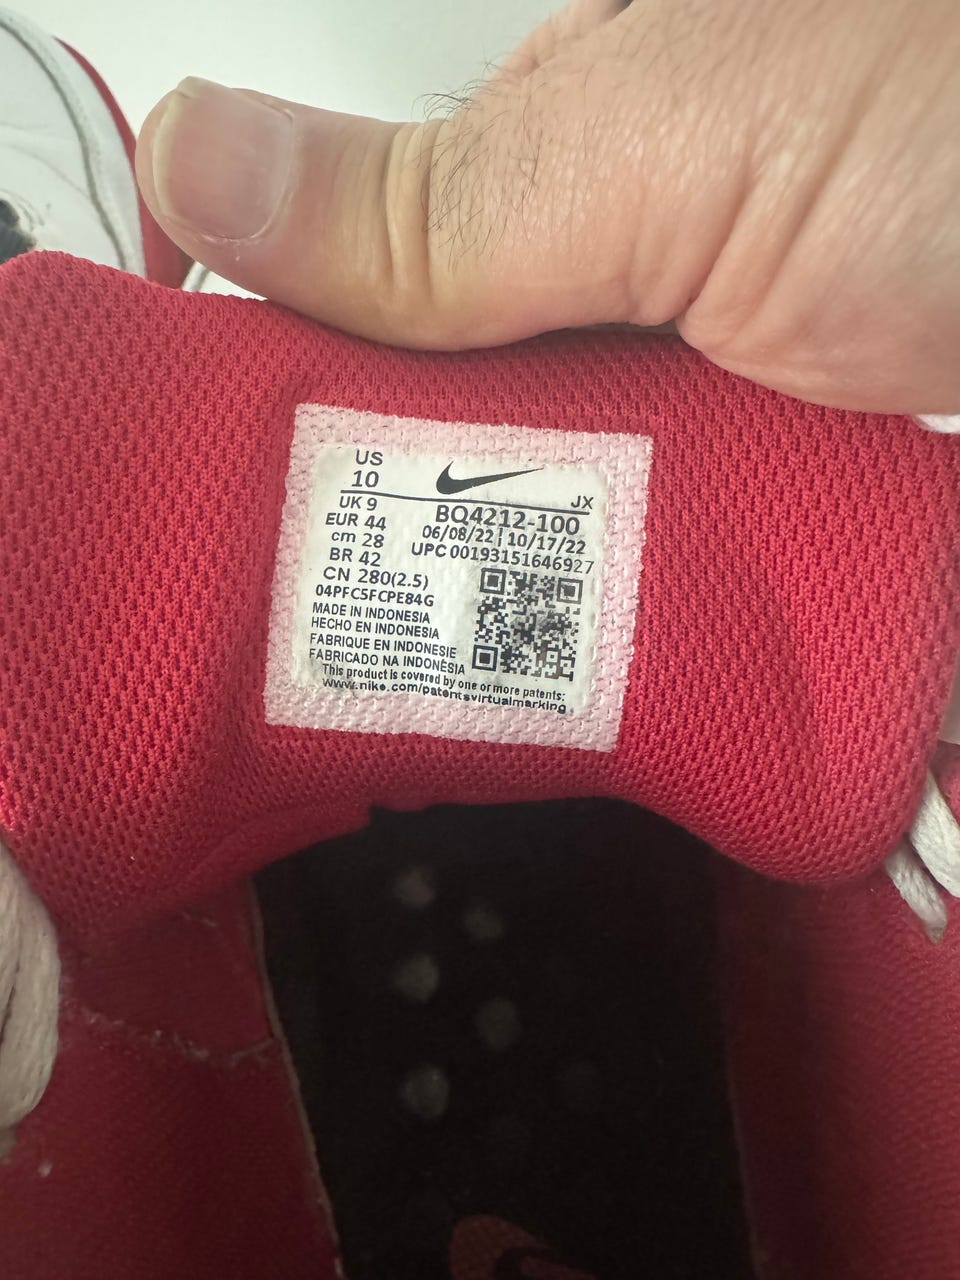 US
10
JX
UK 9
BQ4212-100
EUR 44
06/08/22 | 10/17/22
cm 28
UPC 00193151646927
BR 42
CN 280(2.5)
04PFC5FCPE84G
MADE IN INDONESIA
HECHO EN INDONESIA
FABRIQUE EN INDONESIE
FABRICADO NA INDONÉSIA
This product is covered by one or more patents:
www.nike.com/patentsvirtualmarking